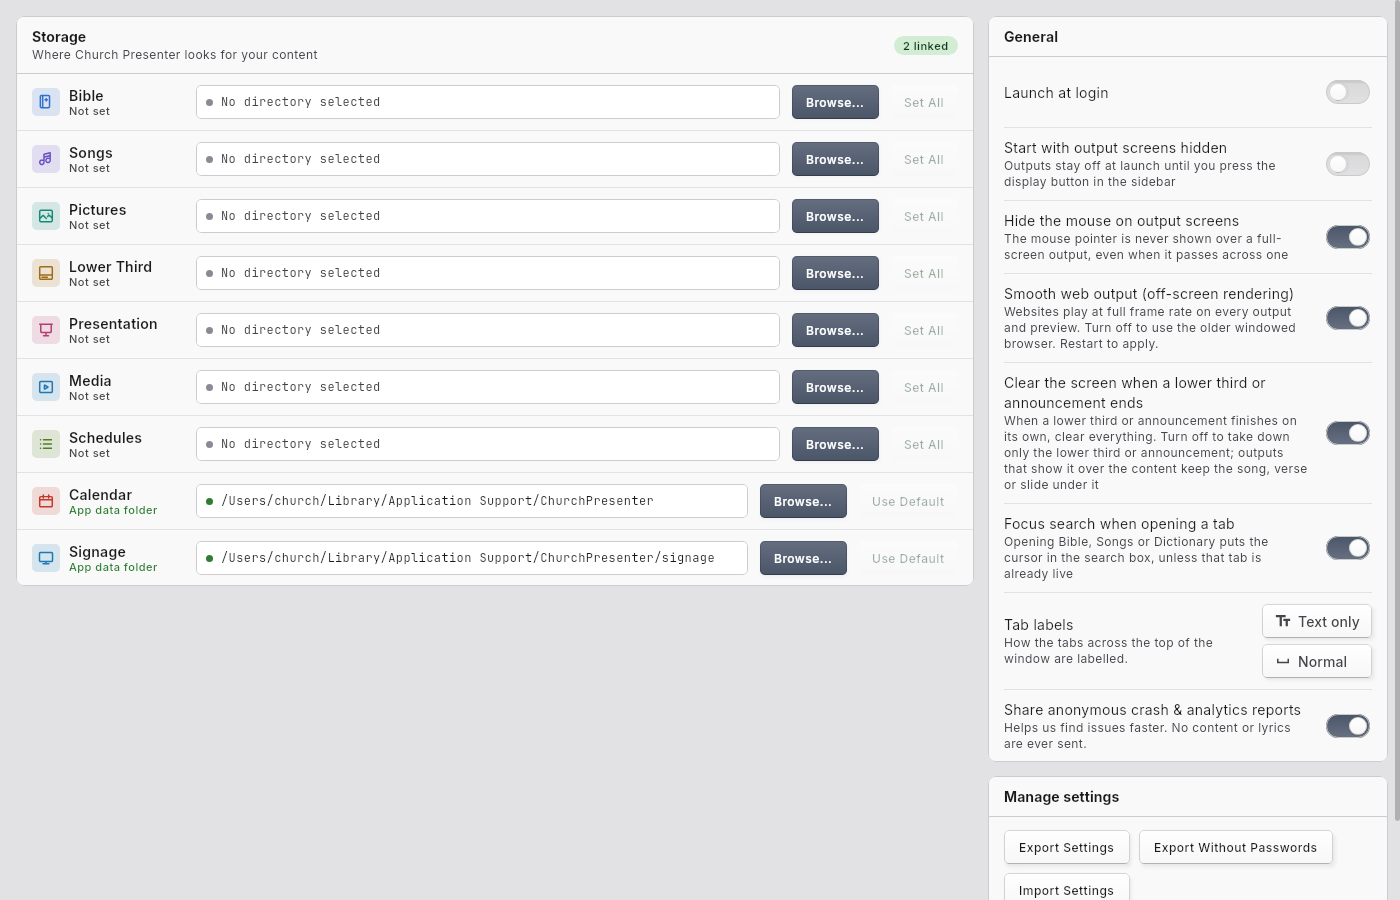 Storage
Where Church Presenter looks for your content
2 linked
Bible
Not set
No directory selected
Browse...
Set All
Songs
Not set
No directory selected
Browse...
Set All
Pictures
Not set
No directory selected
Browse...
Set All
Lower Third
Not set
No directory selected
Browse...
Set All
Presentation
Not set
No directory selected
Browse...
Set All
Media
Not set
No directory selected
Browse...
Set All
Schedules
Not set
No directory selected
Browse...
Set All
Calendar
App data folder
/Users/church/Library/Application Support/ChurchPresenter
Browse...
Use Default
Signage
App data folder
/Users/church/Library/Application Support/ChurchPresenter/signage
Browse...
Use Default
General
Launch at login
Start with output screens hidden
Outputs stay off at launch until you press the
display button in the sidebar
Hide the mouse on output screens
The mouse pointer is never shown over a full-
screen output, even when it passes across one
Smooth web output (off-screen rendering)
Websites play at full frame rate on every output
and preview. Turn off to use the older windowed
browser. Restart to apply.
Clear the screen when a lower third or
announcement ends
When a lower third or announcement finishes on
its own, clear everything. Turn off to take down
only the lower third or announcement; outputs
that show it over the content keep the song, verse
or slide under it
Focus search when opening a tab
Opening Bible, Songs or Dictionary puts the
cursor in the search box, unless that tab is
already live
Tab labels
How the tabs across the top of the
window are labelled.
Text only
Normal
Share anonymous crash & analytics reports
Helps us find issues faster. No content or lyrics
are ever sent.
Manage settings
Export Settings
Export Without Passwords
Import Settings